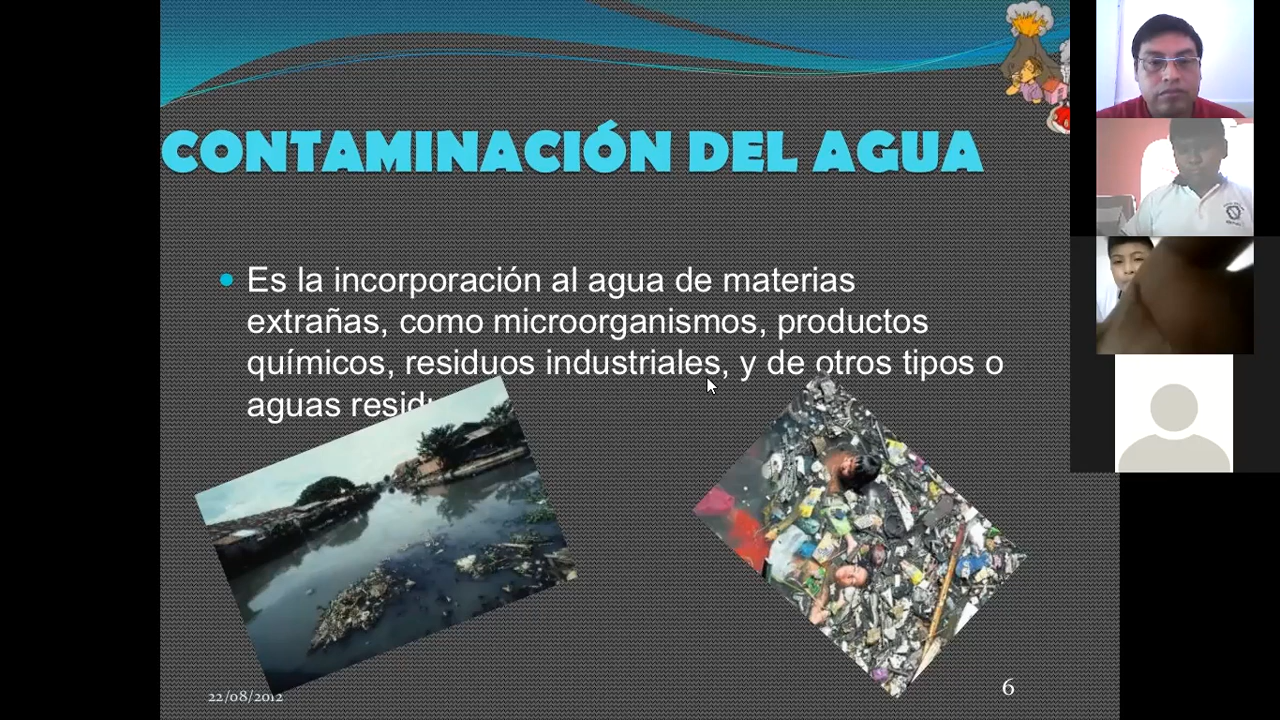 CONTAMINACIÓN DEL AGUA
Es la incorporación al agua de materias
extrañas, como microorganismos, productos
químicos, residuos industriales, y de otros tipos o
aguas
22/08/2012
6